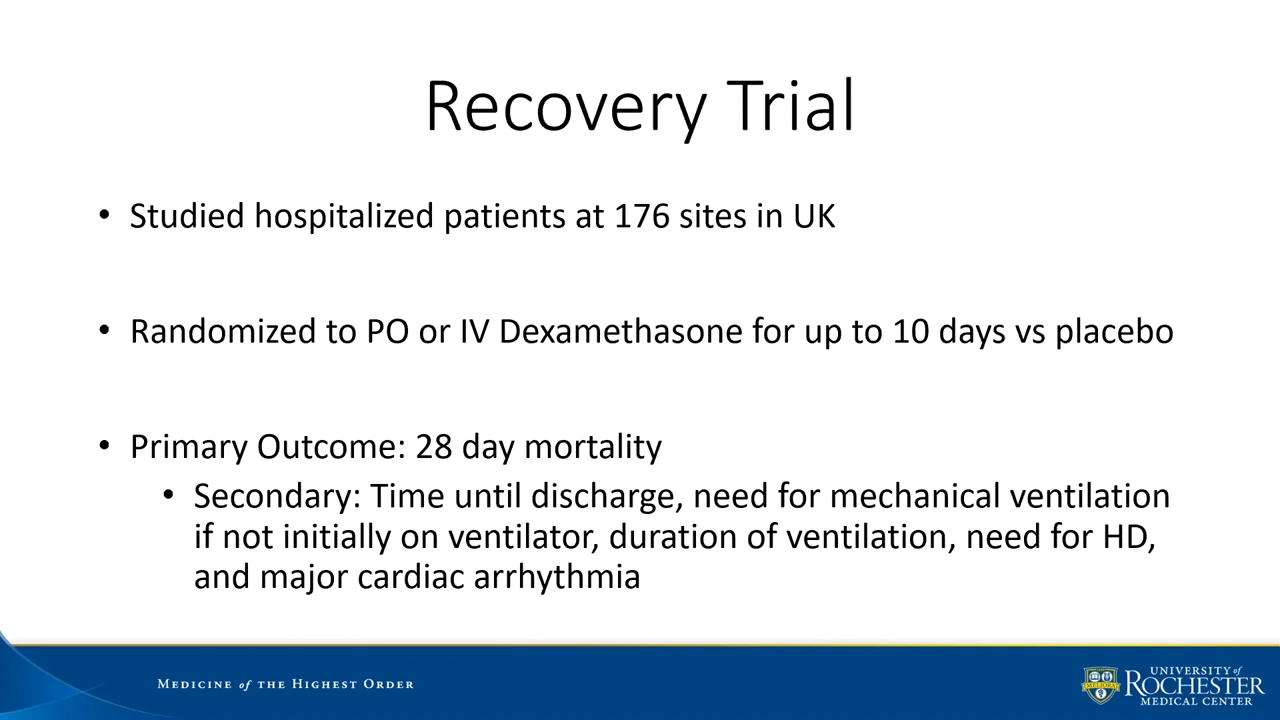 Recovery Trial
• Studied hospitalized patients at 176 sites in UK
• Randomized to PO or IV Dexamethasone for up to 10 days vs placebo
• Primary Outcome: 28 day mortality
• Secondary: Time until discharge, need for mechanical ventilation
if not initially on ventilator, duration of ventilation, need for HD,
and major cardiac arrhythmia
MEDICINE of THE HIGHEST ORDER
MELIORA
UNIVERSITY of
ROCHESTER
MEDICAL CENTER